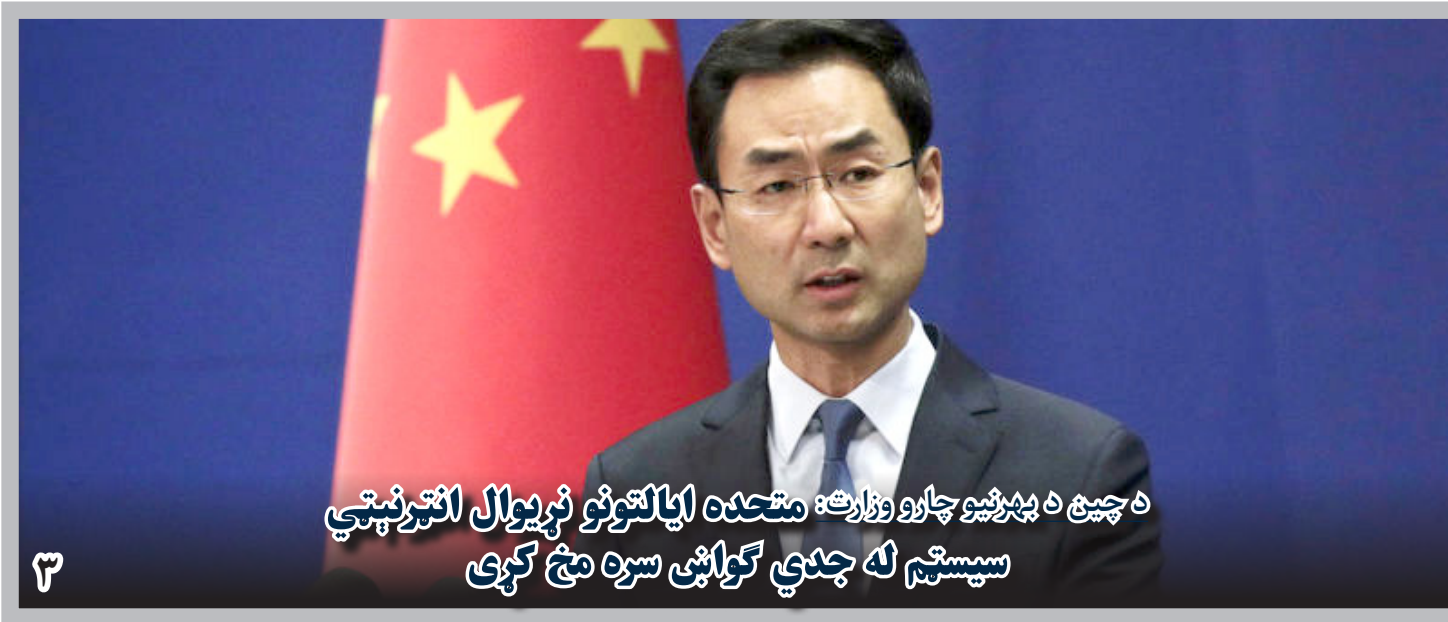 د چین د بهرنیو چارو وزارت: متحده ایالتونو نړیوال انټرنېټي
سیستم له جدي ګواښ سره مخ کړی
۳